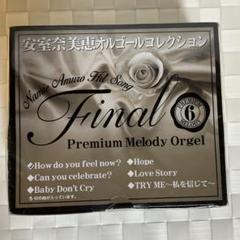 安室奈美恵オルゴールコレクション
Namie Amuro Hit Song
Final
6
Premium Melody Orgel
◆How do you feel now?
◆Can you celebrate?
◆Baby Don't Cry
◆Hope
◆Love Story
◆TRY ME～私を信じて～